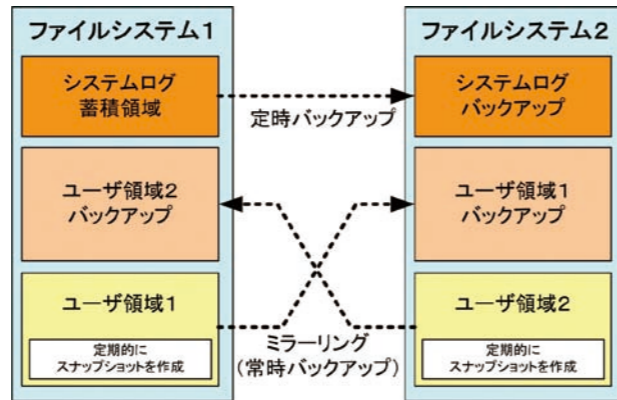 ファイルシステム1
システムログ
蓄積領域
ユーザ領域2
バックアップ
ユーザ領域1
定期的に
スナップショットを作成
定時バックアップ
ミラーリング
(常時バックアップ)
ファイルシステム2
システムログ
バックアップ
ユーザ領域1
バックアップ
ユーザ領域2
定期的に
スナップショットを作成